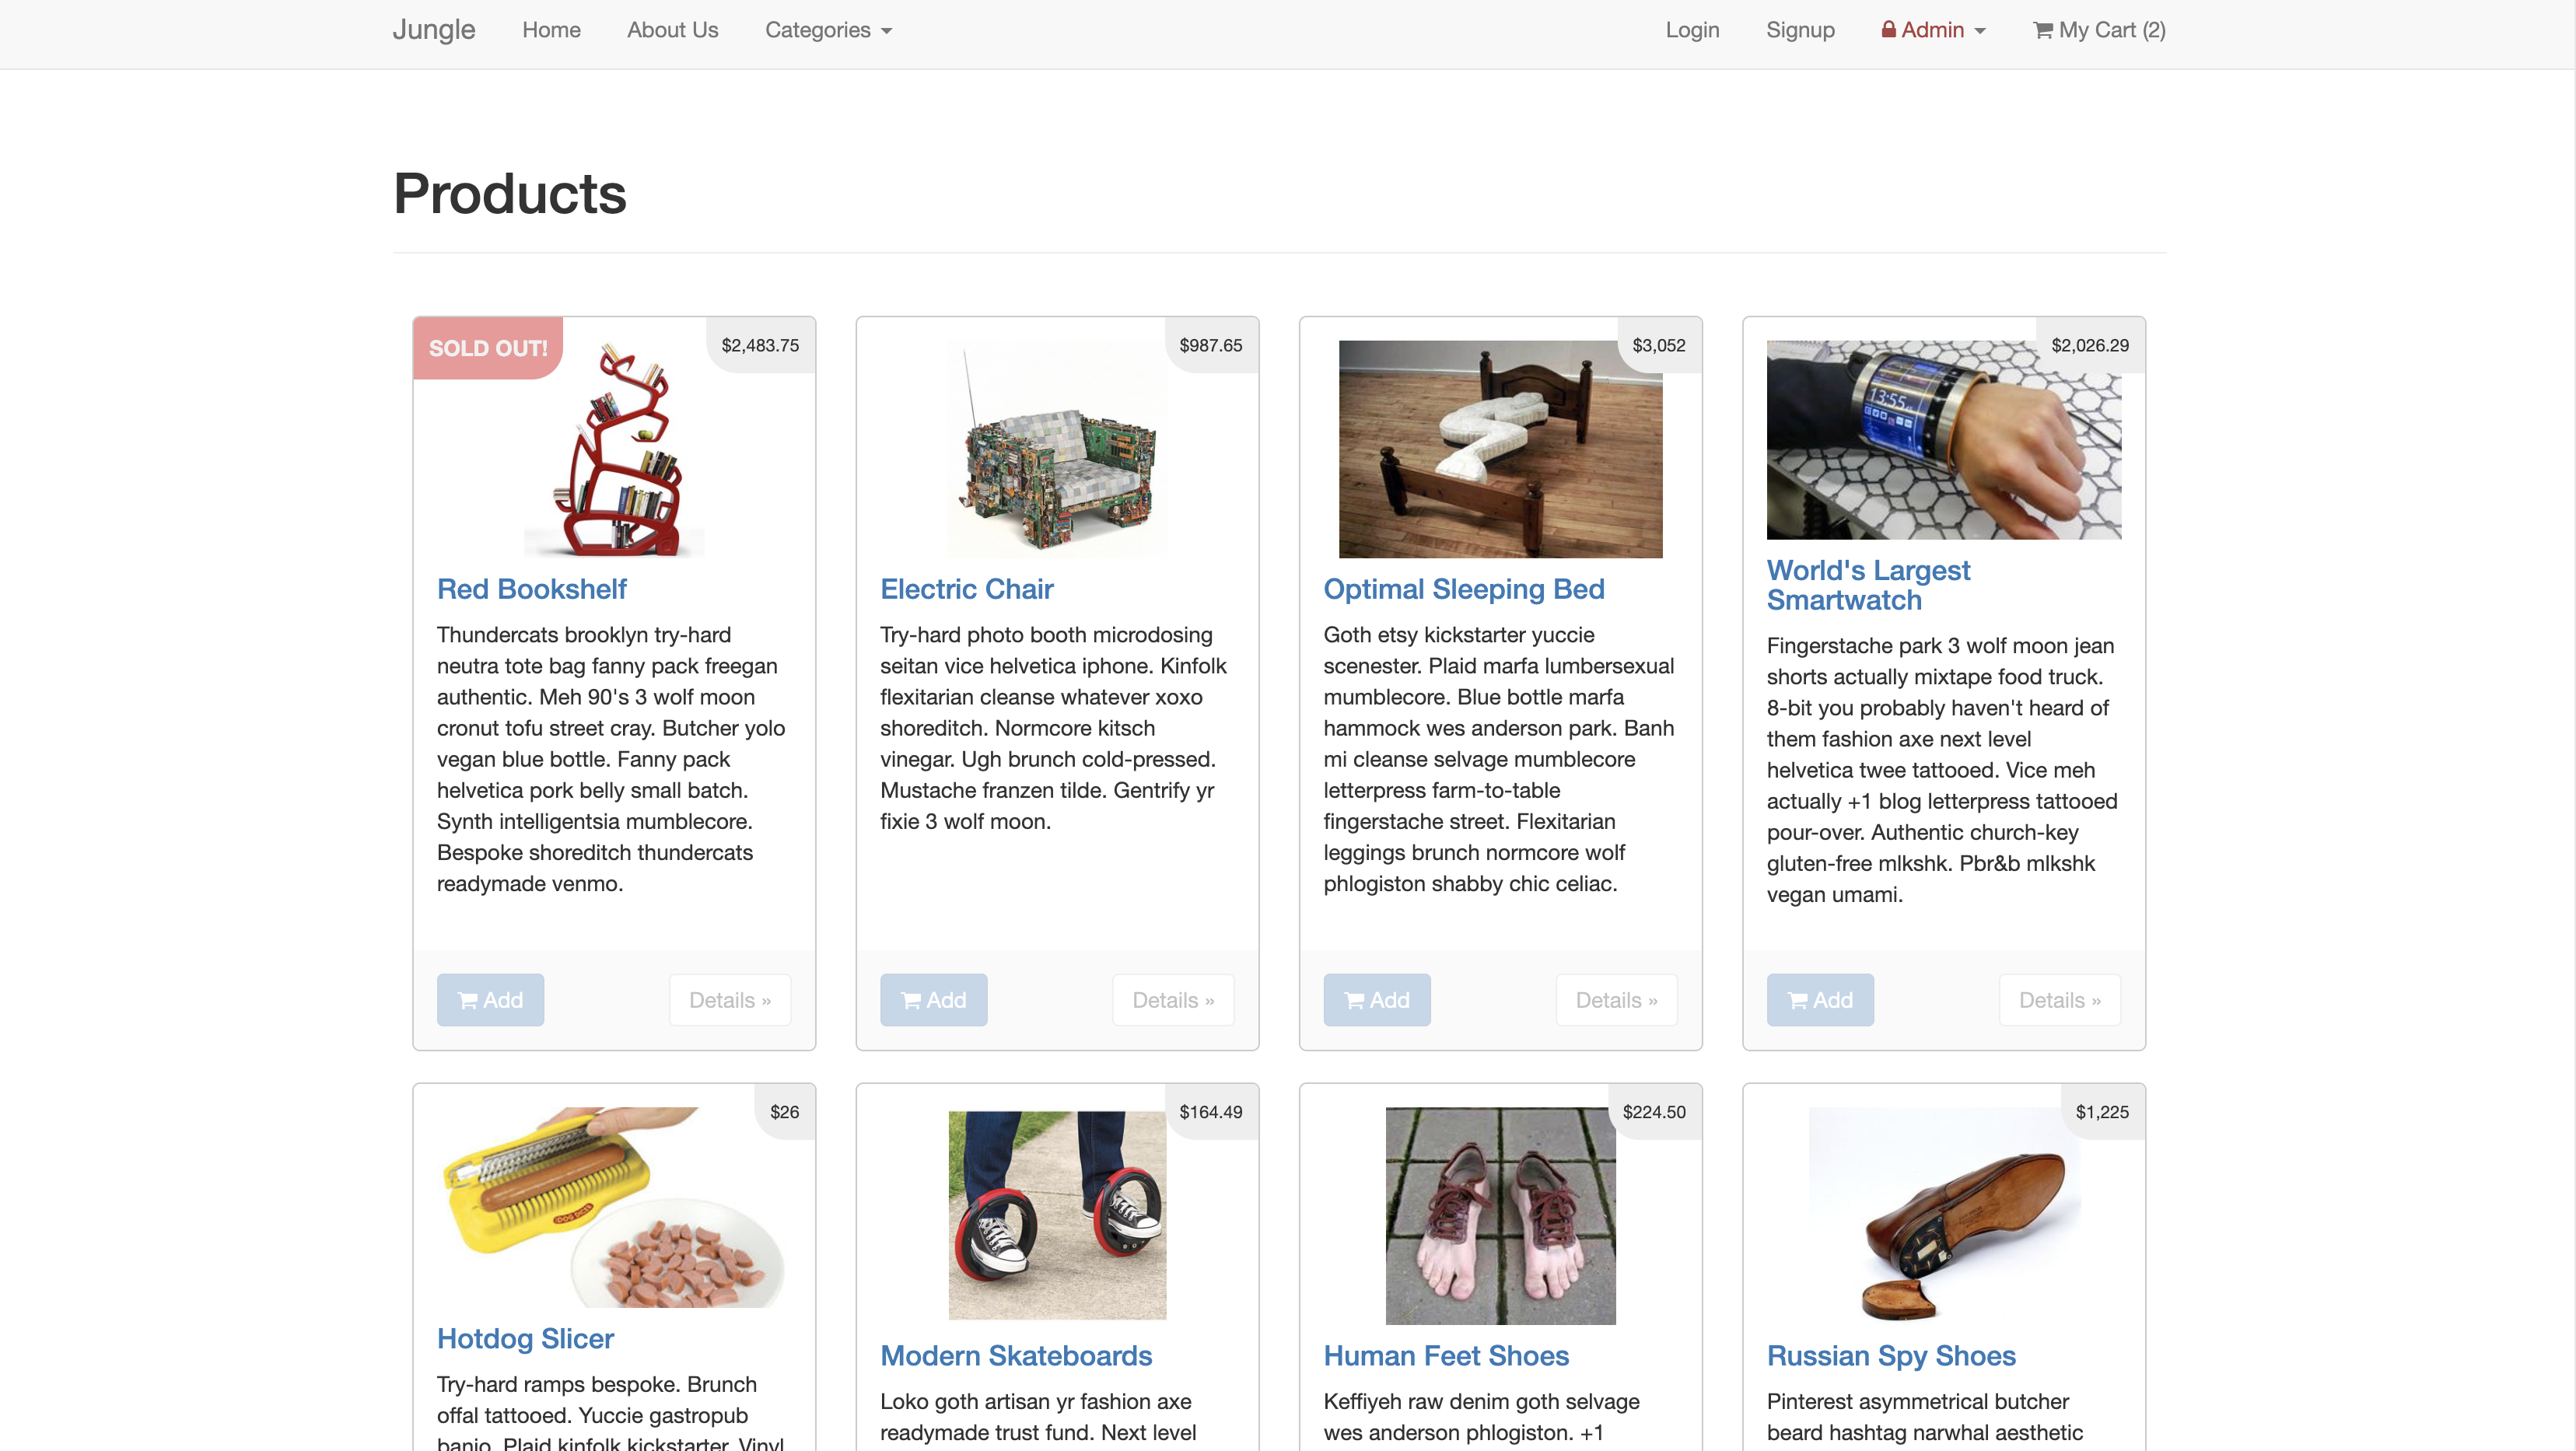 Jungle Home About Us Categories Login Signup Admin My Cart (2)
Products
SOLD OUT! $2,483.75
Red Bookshelf
Thundercats brooklyn try-hard
neutra tote bag fanny pack freegan
authentic. Meh 90's 3 wolf moon
cronut tofu street cray. Butcher yolo
vegan blue bottle. Fanny pack
helvetica pork belly small batch.
Synth intelligentsia mumblecore.
Bespoke shoreditch thundercats
readymade venmo.
Add Details »
$987.65
Electric Chair
Try-hard photo booth microdosing
seitan vice helvetica iphone. Kinfolk
flexitarian cleanse whatever xoxo
shoreditch. Normcore kitsch
vinegar. Ugh brunch cold-pressed.
Mustache franzen tilde. Gentrify yr
fixie 3 wolf moon.
Add Details »
$3,052
Optimal Sleeping Bed
Goth etsy kickstarter yuccie
scenester. Plaid marfa lumbersexual
mumblecore. Blue bottle marfa
hammock wes anderson park. Banh
mi cleanse selvage mumblecore
letterpress farm-to-table
fingerstache street. Flexitarian
leggings brunch normcore wolf
phlogiston shabby chic celiac.
Add Details »
$2,026.29
13:55
World's Largest
Smartwatch
Fingerstache park 3 wolf moon jean
shorts actually mixtape food truck.
8-bit you probably haven't heard of
them fashion axe next level
helvetica twee tattooed. Vice meh
actually +1 blog letterpress tattooed
pour-over. Authentic church-key
gluten-free mlkshk. Pbr&b mlkshk
vegan umami.
Add Details »
$26
Hotdog Slicer
Try-hard ramps bespoke. Brunch
offal tattooed. Yuccie gastropub
banjo. Plaid kinfolk kickstarter. Vinyl
$164.49
Modern Skateboards
Loko goth artisan yr fashion axe
readymade trust fund. Next level
$224.50
Human Feet Shoes
Keffiyeh raw denim goth selvage
wes anderson phlogiston. +1
$1,225
Russian Spy Shoes
Pinterest asymmetrical butcher
beard hashtag narwhal aesthetic